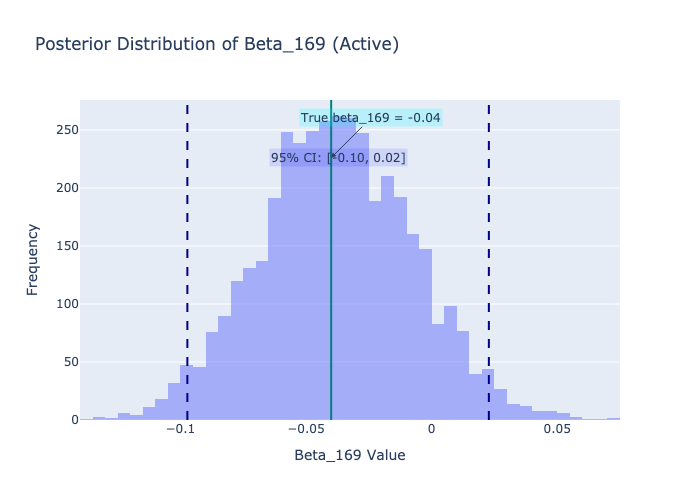 Posterior Distribution of Beta_169 (Active)
True beta_169 = -0.04
95% CI: [-0.10, 0.02]
250
200
150
100
50
0
Frequency
−0.1
−0.05
0
0.05
Beta_169 Value